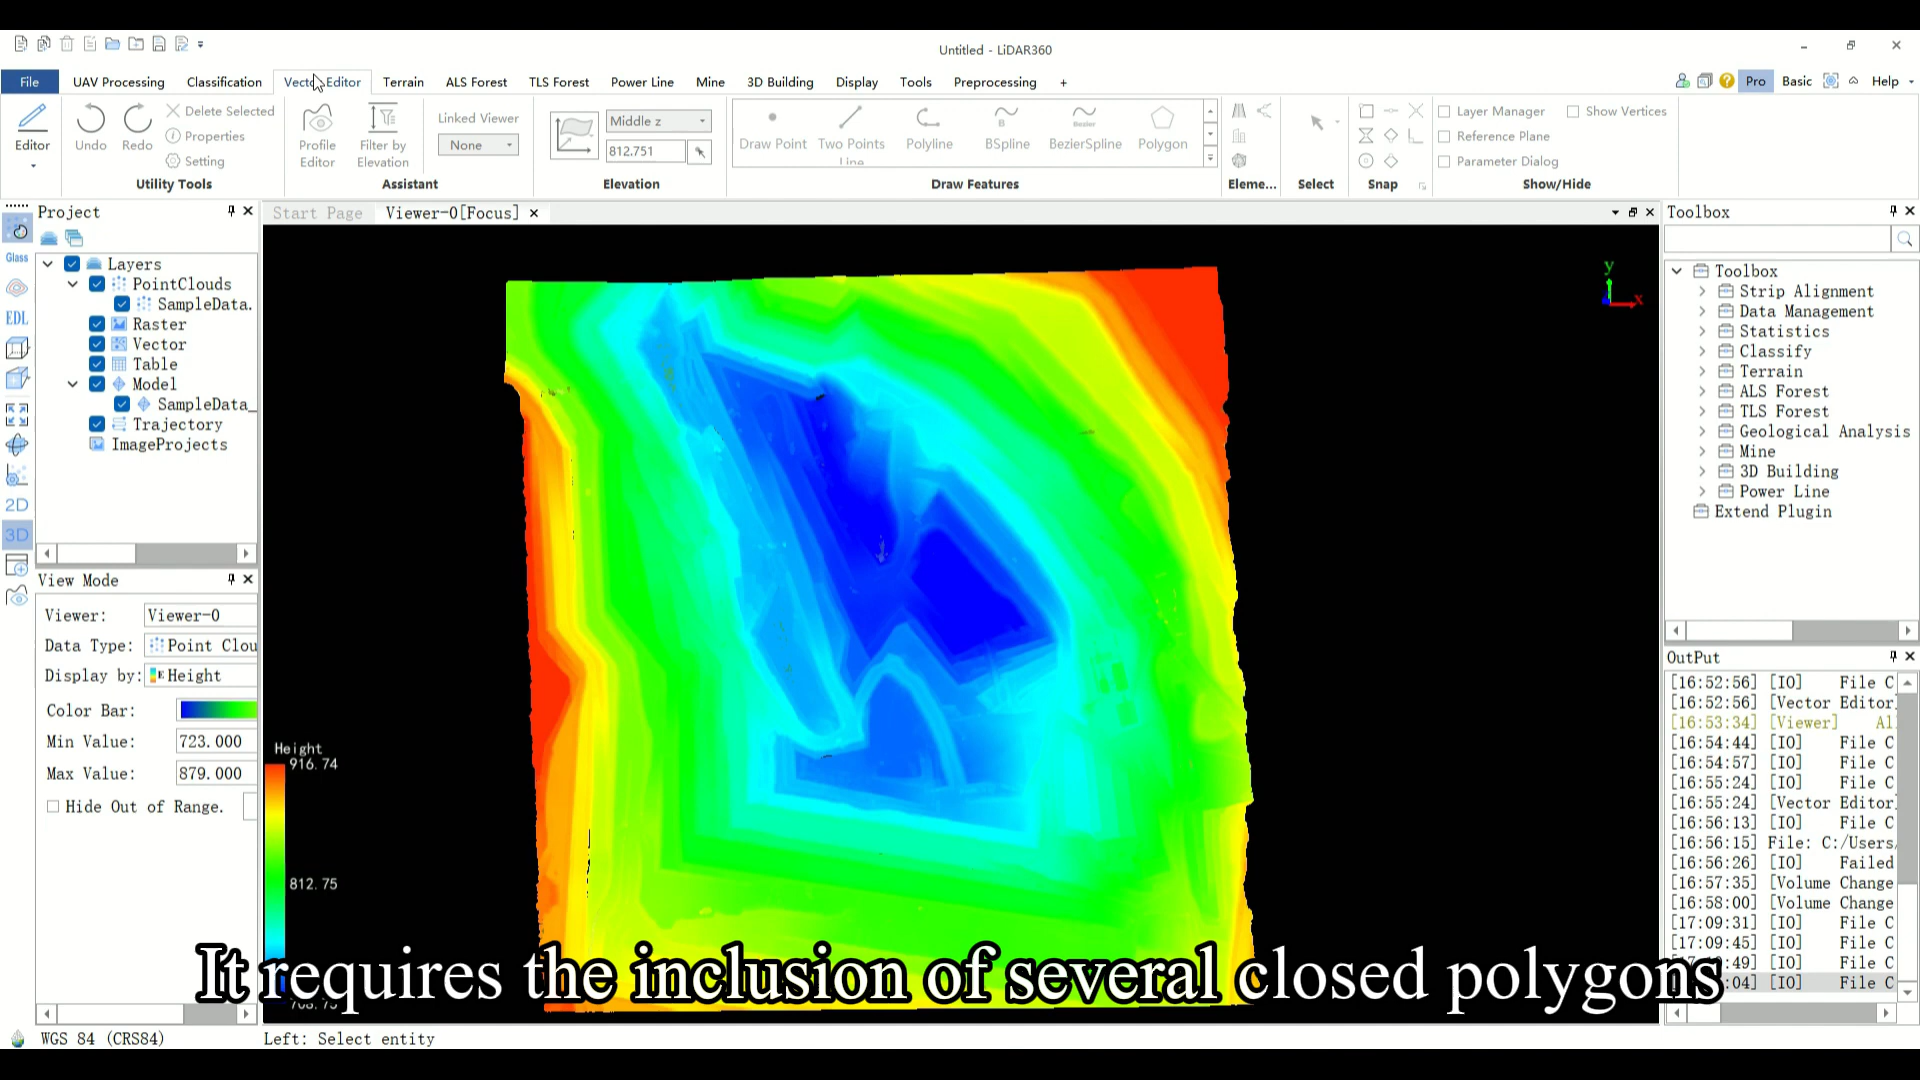 Untitled - LiDAR360
File
UAV Processing
Classification
Editor
Terrain
ALS Forest
TLS Forest
Power Line
Mine
3D Building
Display
Tools
Preprocessing
+
Pro
Basic
Help
Editor
Undo
Redo
Delete Selected
Properties
Setting
Utility Tools
Profile
Editor
Filter by
Elevation
Assistant
Linked Viewer
None
Middle z
812.751
Elevation
Draw Point
Two Points
Line
Polyline
BSpline
BezierSpline
Polygon
Draw Features
Eleme...
Select
Snap
Layer Manager
Show Vertices
Reference Plane
Parameter Dialog
Show/Hide
Project
Glass
EDL
2D
3D
Layers
PointClouds
SampleData.
Raster
Vector
Table
Model
SampleData_
Trajectory
ImageProjects
View Mode
Viewer: Viewer-0
Data Type: Point Clou
Display by: E Height
Color Bar:
Min Value: 723.000
Max Value: 879.000
Hide Out of Range.
Start Page
Viewer-0[Focus]
y
x
Height
916.74
812.75
Toolbox
Toolbox
Strip Alignment
Data Management
Statistics
Classify
Terrain
ALS Forest
TLS Forest
Geological Analysis
Mine
3D Building
Power Line
Extend Plugin
OutPut
[16:52:56] [IO] File C
[16:52:56] [Vector Editor
[16:53:34] [Viewer] Al
[16:54:44] [IO] File C
[16:54:57] [IO] File C
[16:55:24] [IO] File C
[16:55:24] [Vector Editor
[16:56:13] [IO] File C
[16:56:15] File: C:/Users/
[16:56:26] [IO] Failed
[16:57:35] [Volume Change
[16:58:00] [Volume Change
[17:09:31] [IO] File C
[17:09:45] [IO] File C
:49] [IO] File C
:04] [IO] File C
It requires the inclusion of several closed polygons
WGS 84 (CRS84)
Left: Select entity